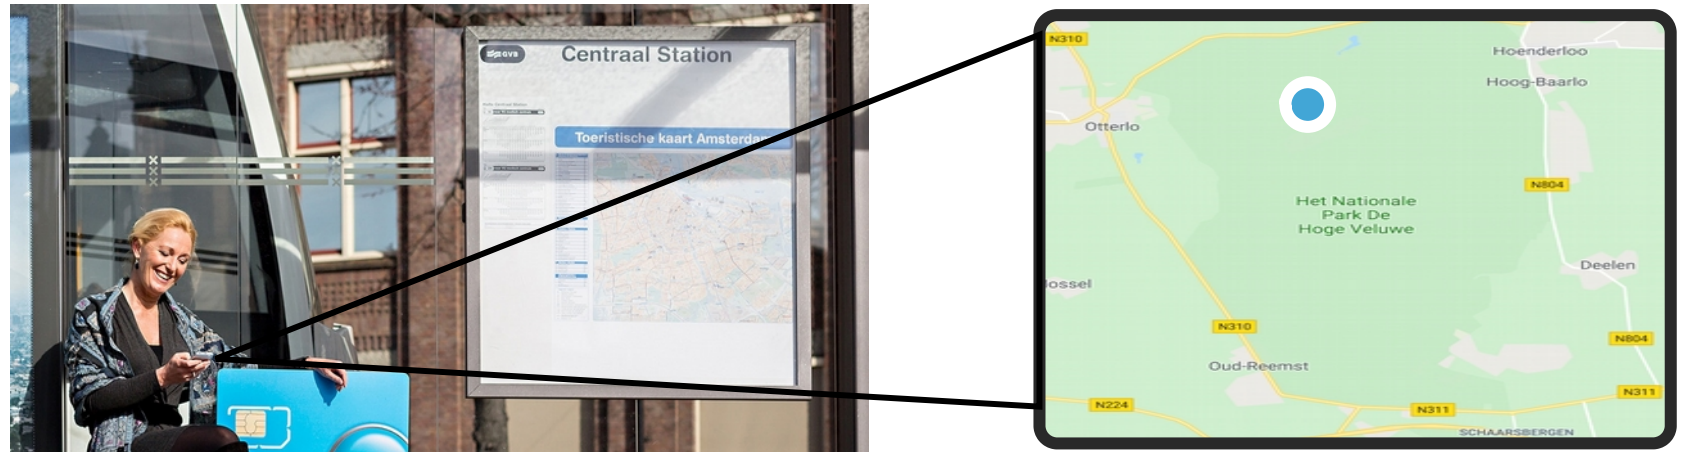 GVB
Centraal Station
Toeristische kaart Amsterdam
N310
Hoenderloo
Hoog-Baarlo
Otterlo
N804
Het Nationale
Park De
Hoge Veluwe
Deelen
ossel
N310
N804
Oud-Reemst
N311
N224
N311
SCHAARSBERGEN